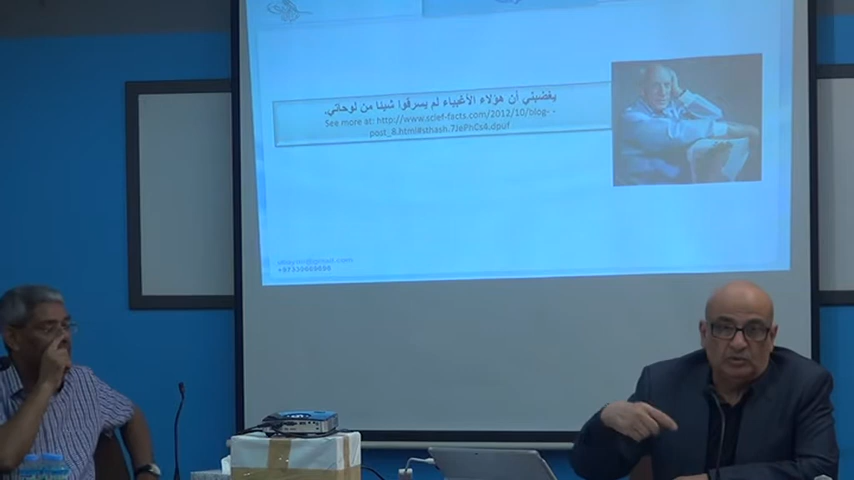 يغضبني أن هؤلاء الأغبياء لم يسرقوا شيئا من لوحاتي.
See more at: http://www.scief-facts.com/2012/10/blog- -
post_8.html#sthash.7JePhCs4.dpuf